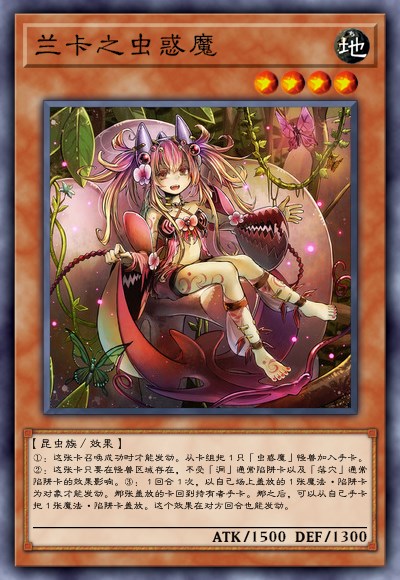 兰卡之虫惑魔
地
【昆虫族/效果】
①：这张卡召唤成功时才能发动。从卡组把1只「虫惑魔」怪兽加入手卡。
②：这张卡只要在怪兽区域存在，不受「洞」通常陷阱卡以及「落穴」通常
陷阱卡的效果影响。③：1回合1次，以自己场上盖放的1张魔法·陷阱卡
为对象才能发动。那张盖放的卡回到持有者手卡。那之后，可以从自己手卡
把1张魔法·陷阱卡盖放。这个效果在对方回合也能发动。
ATK/1500 DEF/1300